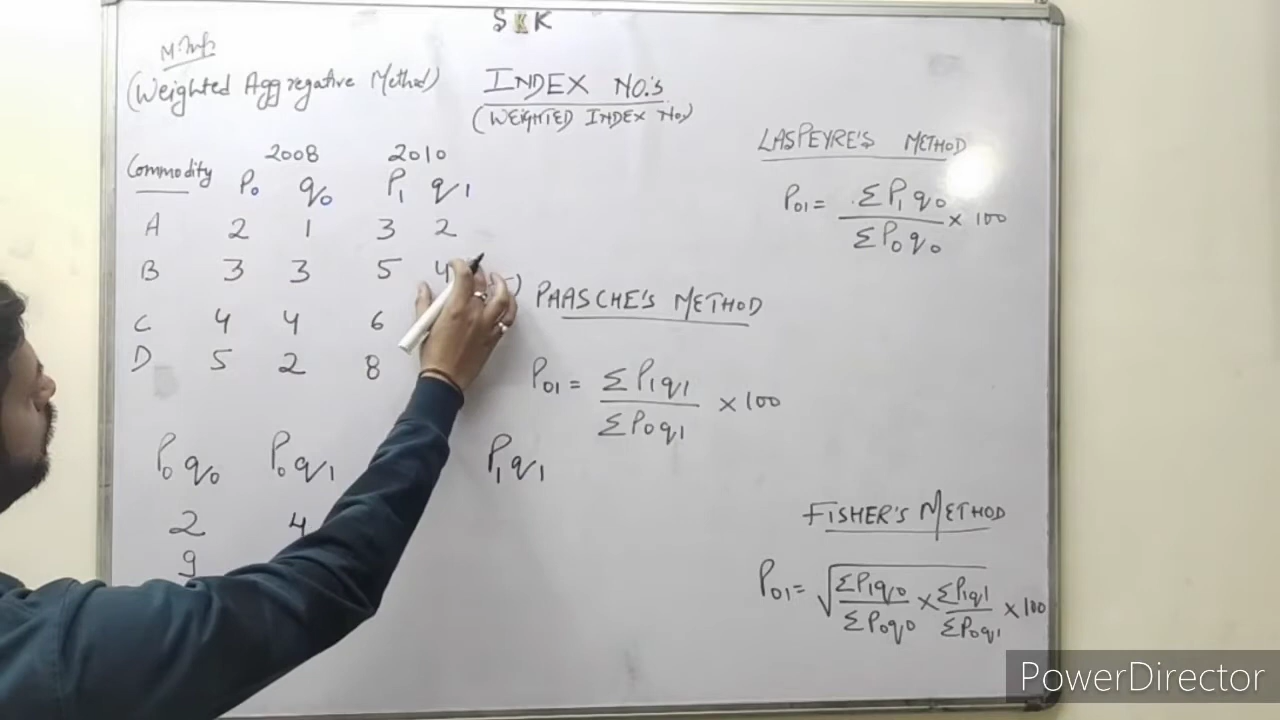 SKK
(Weighted Aggregative Method)
INDEX NO.'s
(WEIGHTED INDEX No.)
Commodity 2008 2010
P₀ q₀ P₁ q₁
A 2 1 3 2
B 3 3 5 4
C 4 4 6
D 5 2 8
P₀q₀ P₀q₁ P₁q₁
2 4
9
LASPEYRE'S METHOD
P₀₁ = ΣP₁q₀ / ΣP₀q₀ × 100
PAASCHE'S METHOD
P₀₁ = ΣP₁q₁ / ΣP₀q₁ × 100
FISHER'S METHOD
P₀₁ = √ΣP₁q₀ / ΣP₀q₀ × ΣP₁q₁ / ΣP₀q₁ × 100
PowerDirector